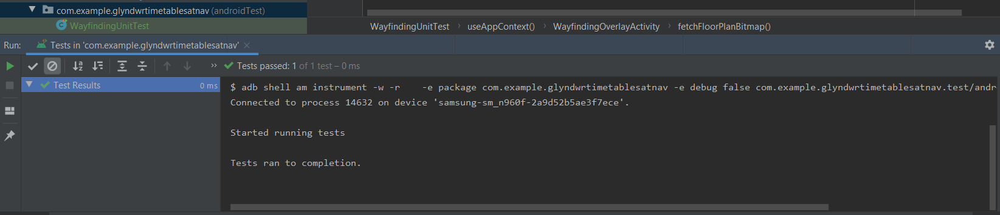 com.example.glyndwrtimetablesatnav (androidTest)
WayfindingUnitTest
WayfindingUnitTest › useAppContext() › WayfindingOverlayActivity › fetchFloorPlanBitmap()
Run: Tests in 'com.example.glyndwrtimetablesatnav' ×
» Tests passed: 1 of 1 test – 0 ms
Test Results 0 ms
$ adb shell am instrument -w -r    -e package com.example.glyndwrtimetablesatnav -e debug false com.example.glyndwrtimetablesatnav.test/andr
Connected to process 14632 on device 'samsung-sm_n960f-2a9d52b5ae3f7ece'.
Started running tests
Tests ran to completion.